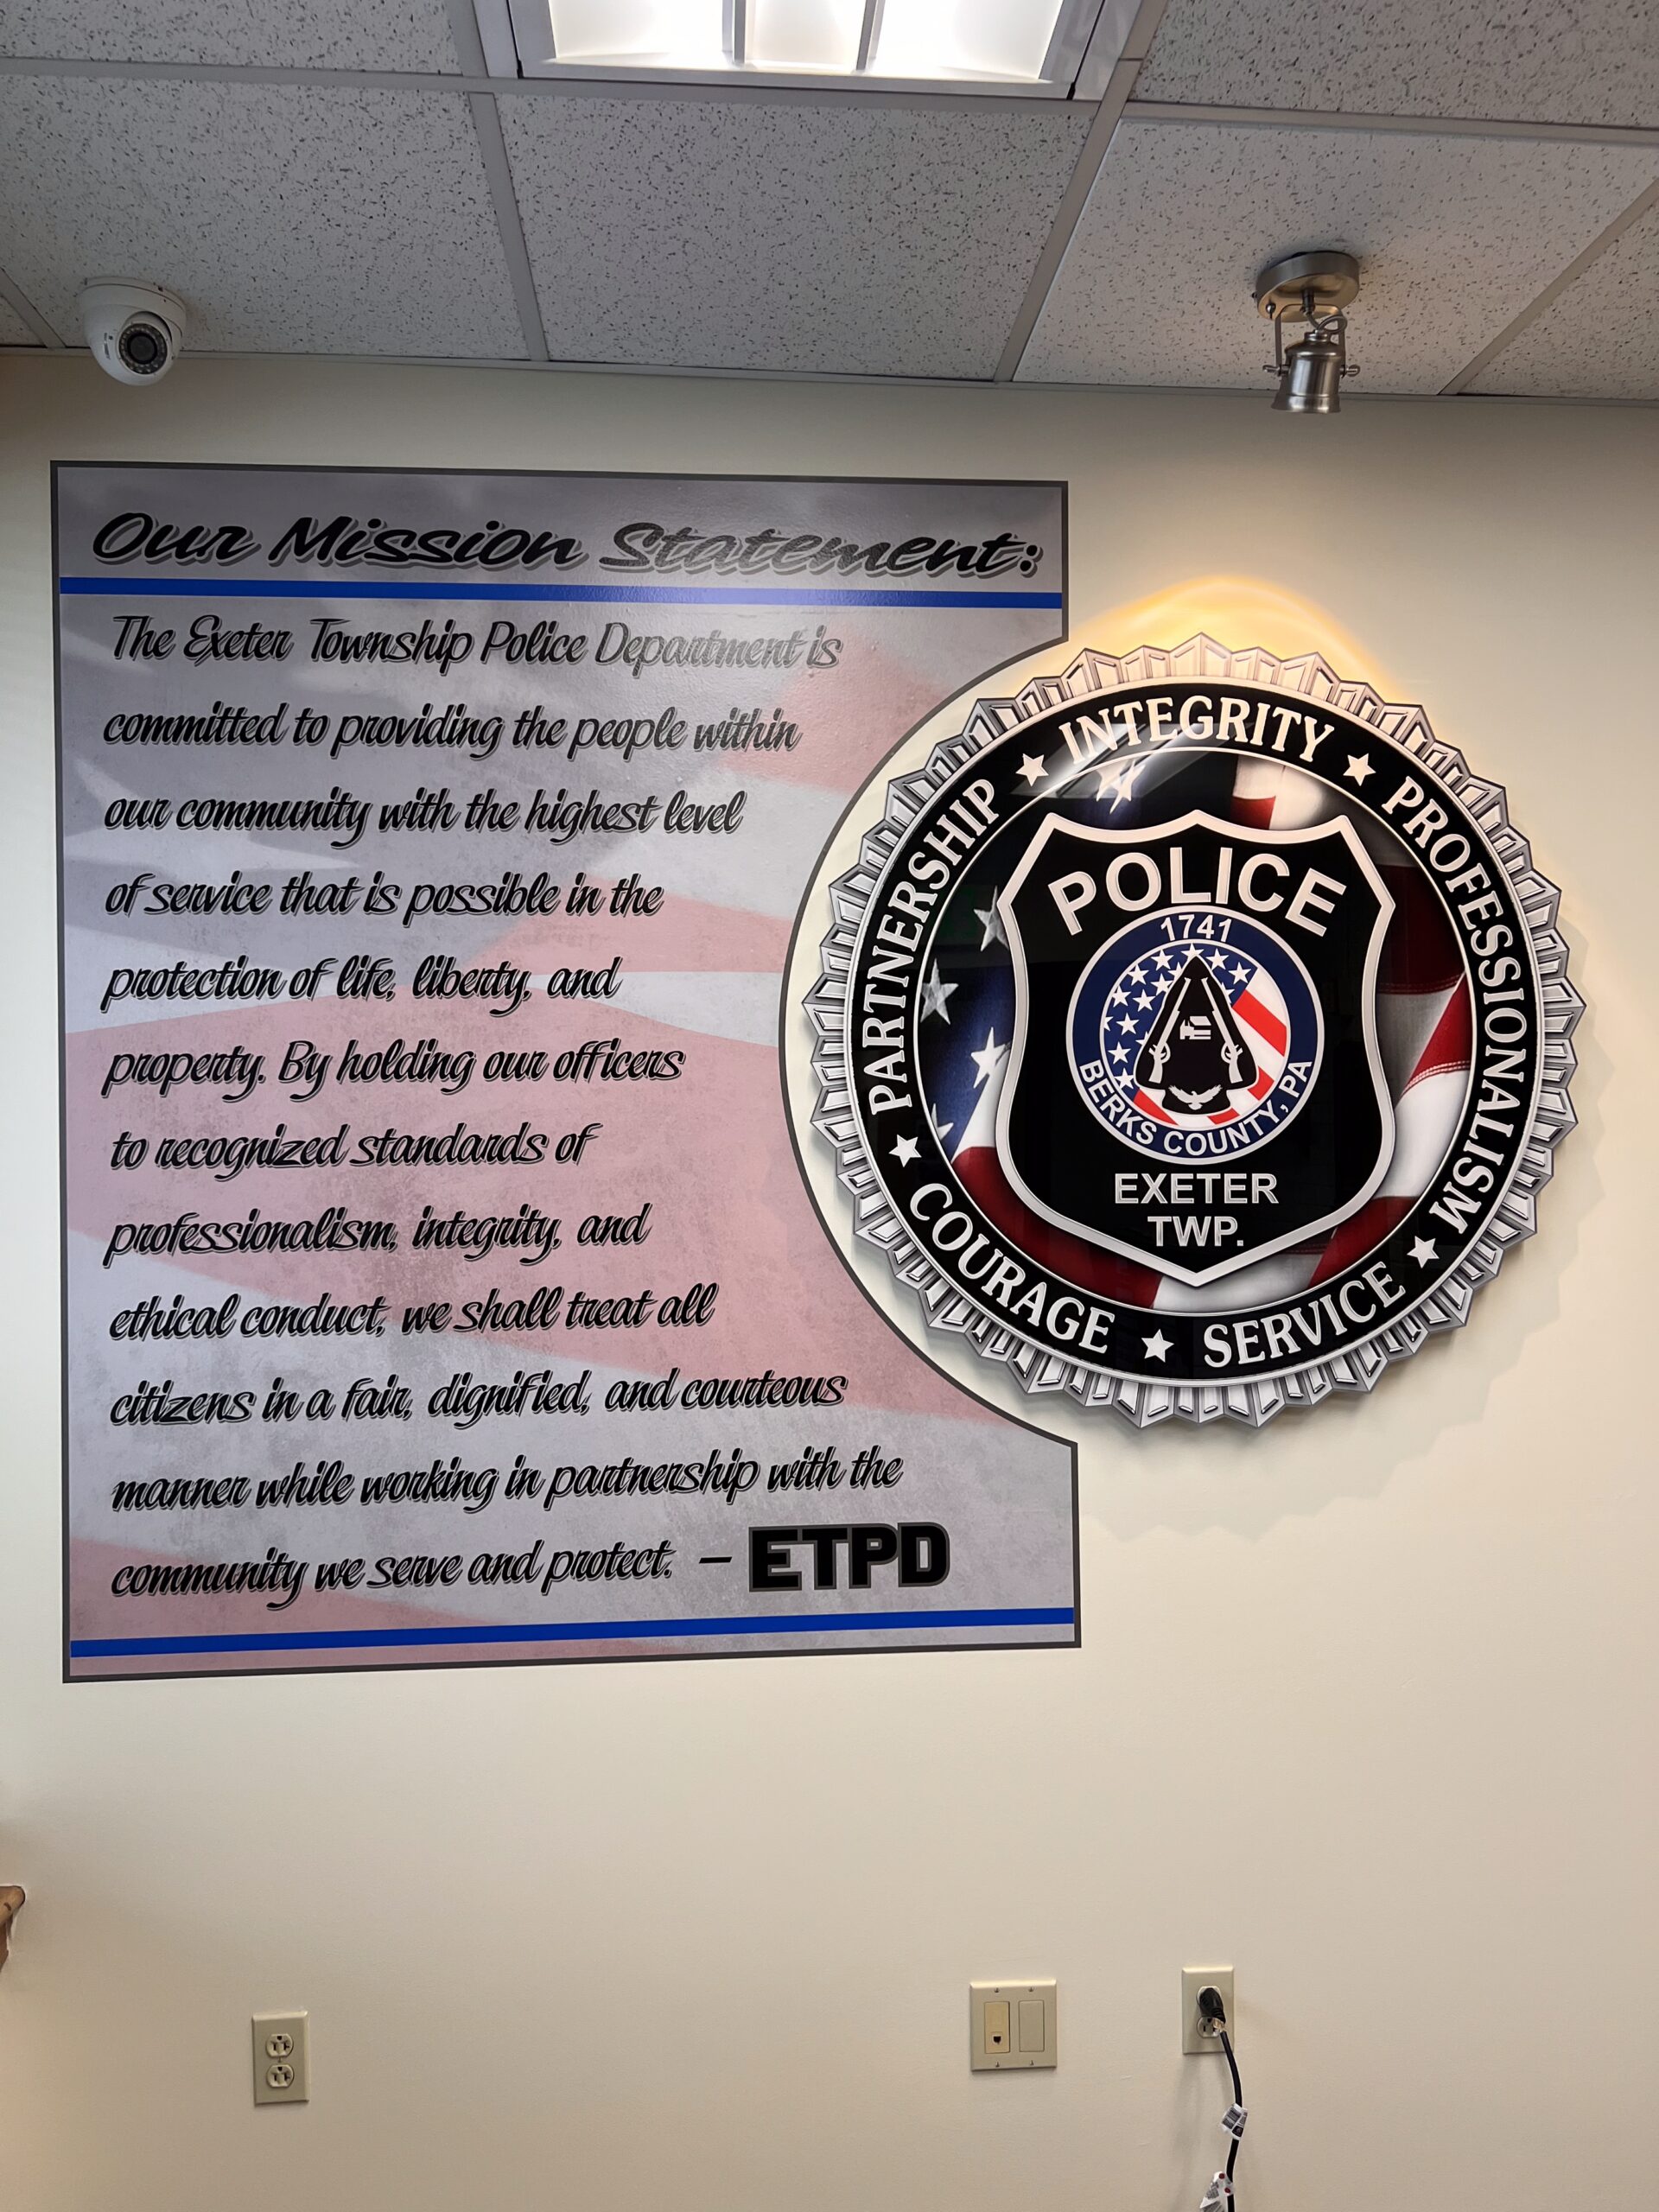 Our Mission Statement:
The Exeter Township Police Department is
committed to providing the people within
our community with the highest level
of service that is possible in the
protection of life, liberty, and
property. By holding our officers
to recognized standards of
professionalism, integrity, and
ethical conduct, we shall treat all
citizens in a fair, dignified, and courteous
manner while working in partnership with the
community we serve and protect. – ETPD
PARTNERSHIP ★ INTEGRITY ★ PROFESSIONALISM ★ SERVICE ★ COURAGE ★
POLICE
1741
BERKS COUNTY, PA
EXETER
TWP.